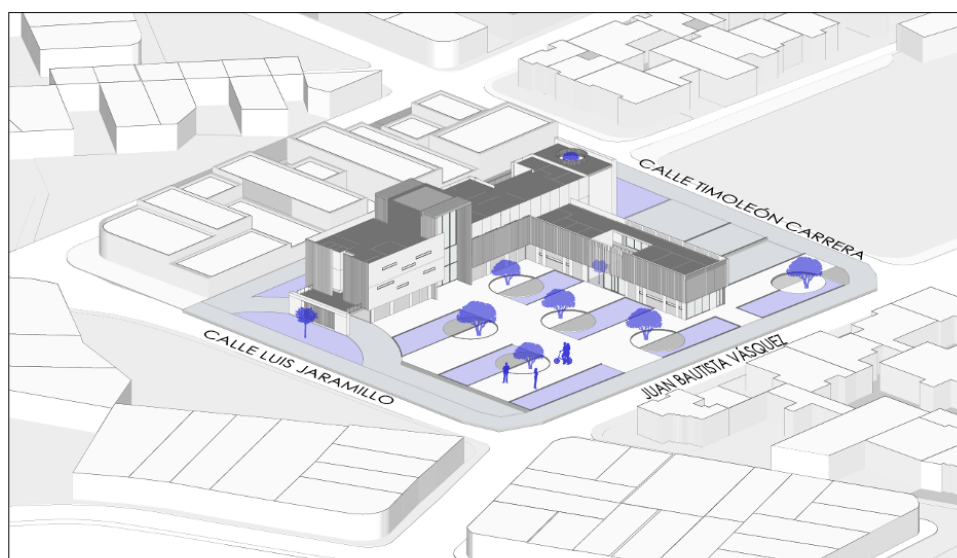 CALLE TIMOLEÓN CARRERA
JUAN BAUTISTA VÁSQUEZ
CALLE LUIS JARAMILLO